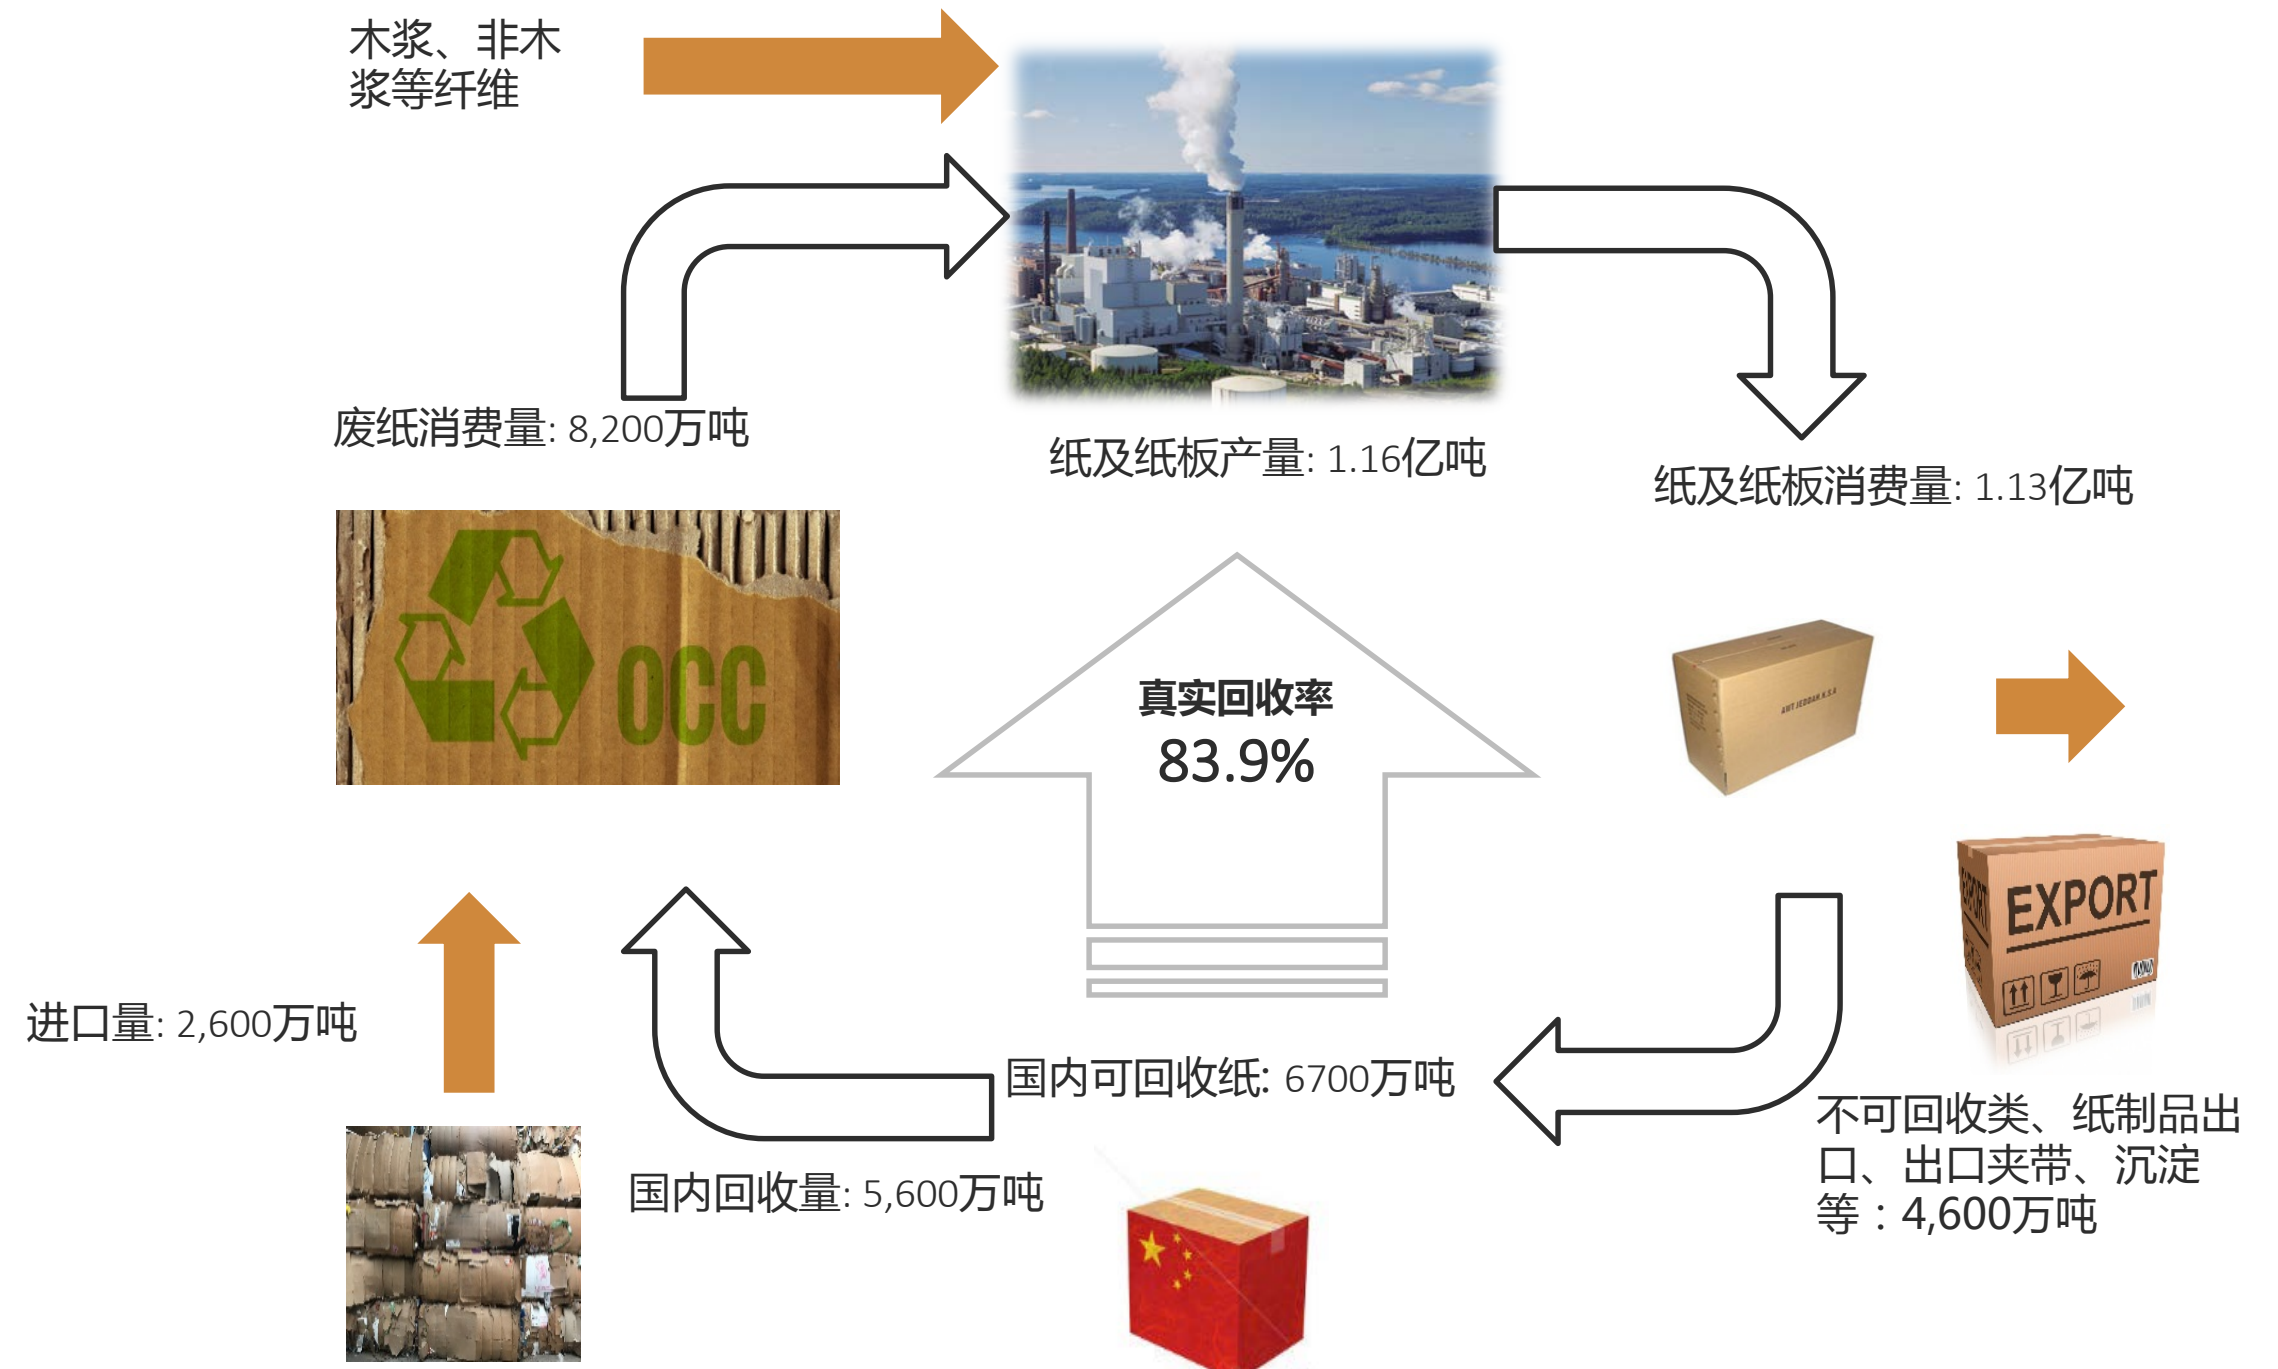 木浆、非木
浆等纤维
废纸消费量: 8,200万吨
纸及纸板产量: 1.16亿吨
纸及纸板消费量: 1.13亿吨
OCC
真实回收率
83.9%
AWT JEDDAH.K.S.A
EXPORT
进口量: 2,600万吨
国内可回收纸: 6700万吨
国内回收量: 5,600万吨
不可回收类、纸制品出
口、出口夹带、沉淀
等：4,600万吨